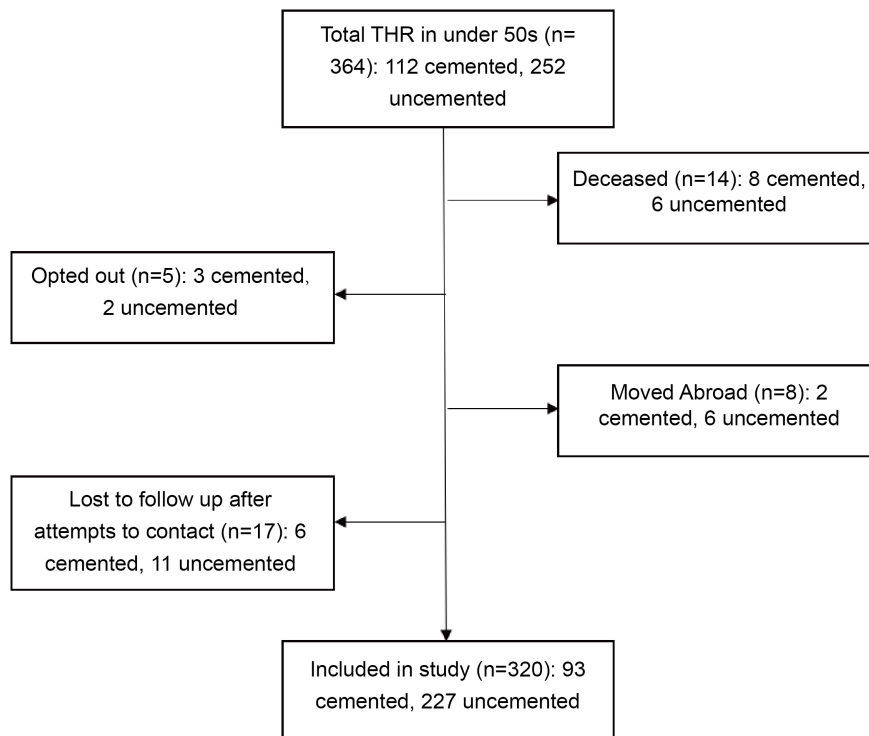 Total THR in under 50s (n=
364): 112 cemented, 252
uncemented
Deceased (n=14): 8 cemented,
6 uncemented
Opted out (n=5): 3 cemented,
2 uncemented
Moved Abroad (n=8): 2
cemented, 6 uncemented
Lost to follow up after
attempts to contact (n=17): 6
cemented, 11 uncemented
Included in study (n=320): 93
cemented, 227 uncemented